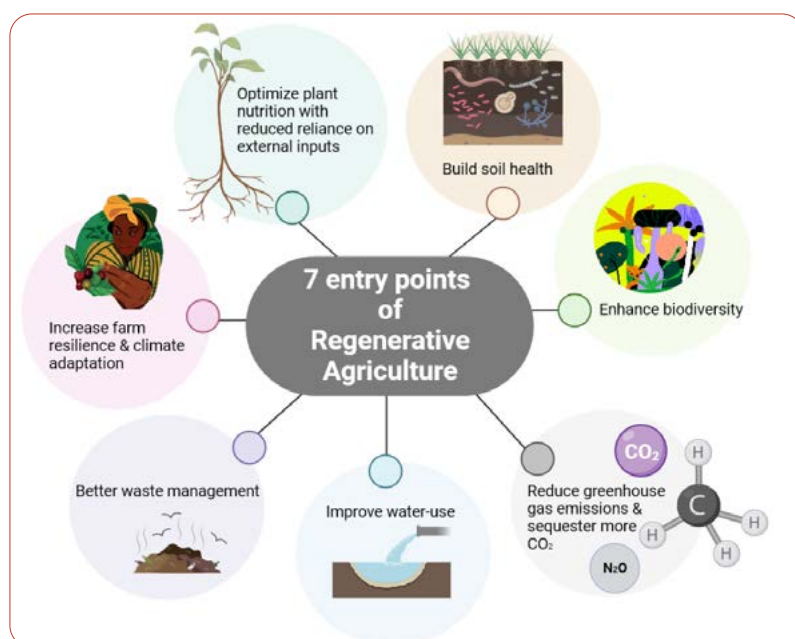 Optimize plant
nutrition with
reduced reliance on
external inputs
Build soil health
7 entry points
of
Regenerative
Agriculture
Enhance biodiversity
Increase farm
resilience & climate
adaptation
Better waste management
Improve water-use
Reduce greenhouse
gas emissions &
sequester more
CO₂
CO₂
N₂O
H
H
C
H
H